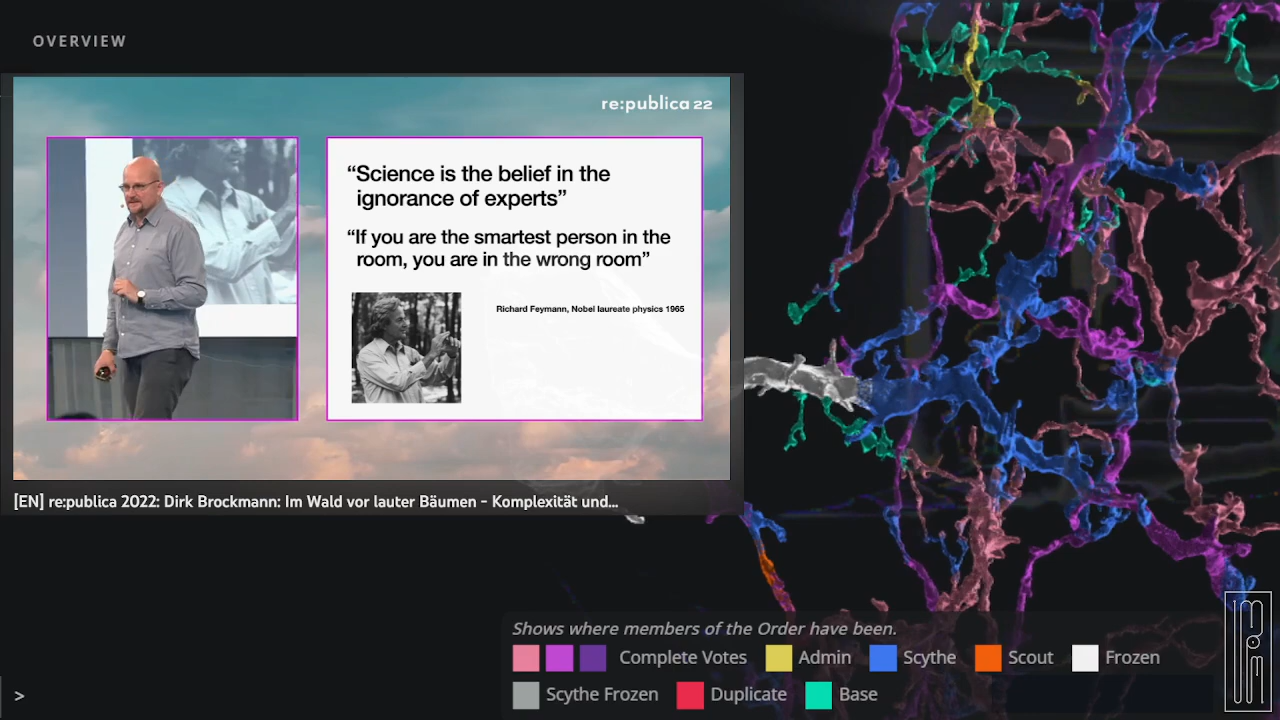 OVERVIEW
re:publica 22
“Science is the belief in the
ignorance of experts”
“If you are the smartest person in the
room, you are in the wrong room”
Richard Feymann, Nobel laureate physics 1965
[EN] re:publica 2022: Dirk Brockmann: Im Wald vor lauter Bäumen - Komplexität und...
Shows where members of the Order have been.
Complete Votes
Admin
Scythe
Scout
Frozen
Scythe Frozen
Duplicate
Base
>